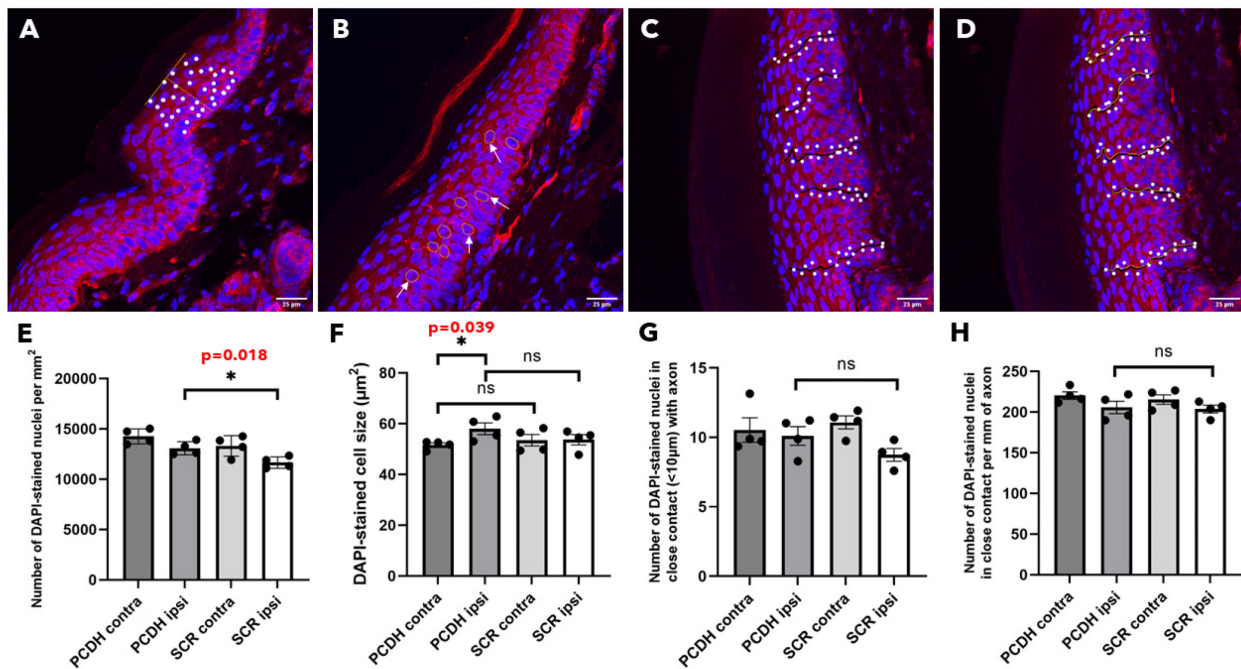 A
B
C
D
25 µm
25 µm
25 µm
25 µm
E
p=0.018
*
Number of DAPI-stained nuclei per mm²
20000
15000
10000
5000
0
PCDH contra
PCDH ipsi
SCR contra
SCR ipsi
F
p=0.039
*
ns
ns
DAPI-stained cell size (µm²)
80
60
40
20
0
PCDH contra
PCDH ipsi
SCR contra
SCR ipsi
G
ns
Number of DAPI-stained nuclei in
close contact (<10µm) with axon
15
10
5
0
PCDH contra
PCDH ipsi
SCR contra
SCR ipsi
H
ns
Number of DAPI-stained nuclei
in close contact per mm of axon
250
200
150
100
50
0
PCDH contra
PCDH ipsi
SCR contra
SCR ipsi